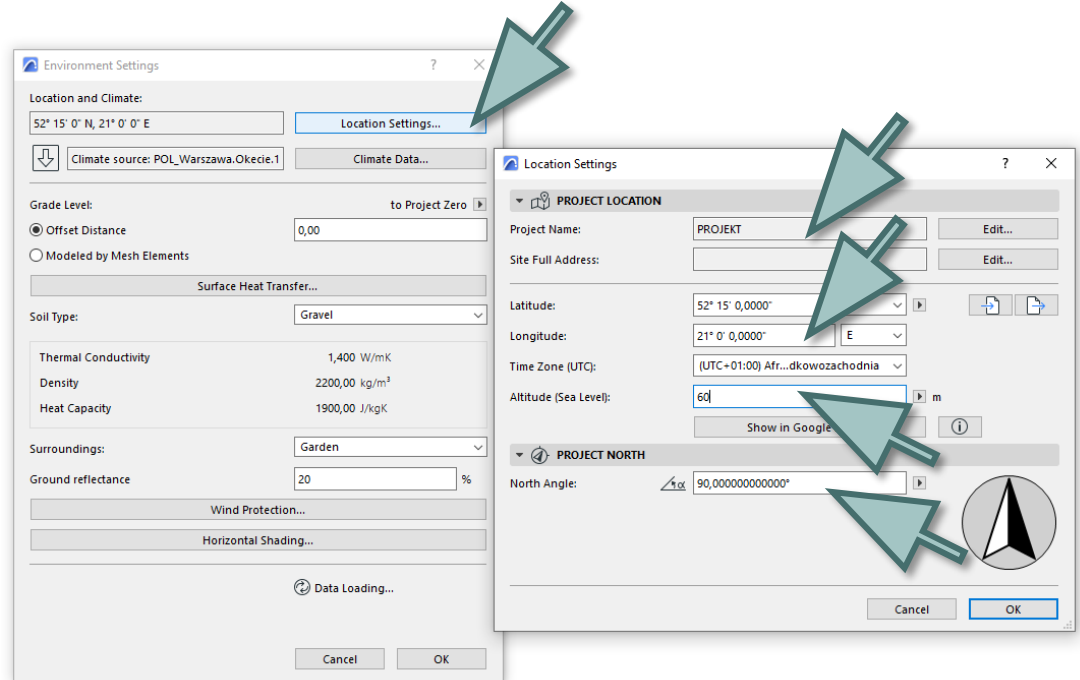 Environment Settings
?
Location and Climate:
52° 15' 0" N, 21° 0' 0" E
Location Settings...
Climate source: POL_Warszawa.Okecie.1
Climate Data...
Grade Level:
to Project Zero
Offset Distance
0,00
Modeled by Mesh Elements
Surface Heat Transfer...
Soil Type:
Gravel
Thermal Conductivity
1,400 W/mK
Density
2200,00 kg/m³
Heat Capacity
1900,00 J/kgK
Surroundings:
Garden
Ground reflectance
20
%
Wind Protection...
Horizontal Shading...
Data Loading...
Cancel
OK
Location Settings
?
PROJECT LOCATION
Project Name:
PROJEKT
Edit...
Site Full Address:
Edit...
Latitude:
52° 15' 0,0000"
Longitude:
21° 0' 0,0000"
E
Time Zone (UTC):
(UTC+01:00) Afr...dkowozachodnia
Altitude (Sea Level):
60
m
Show in Google
PROJECT NORTH
North Angle:
α
90,000000000000°
Cancel
OK